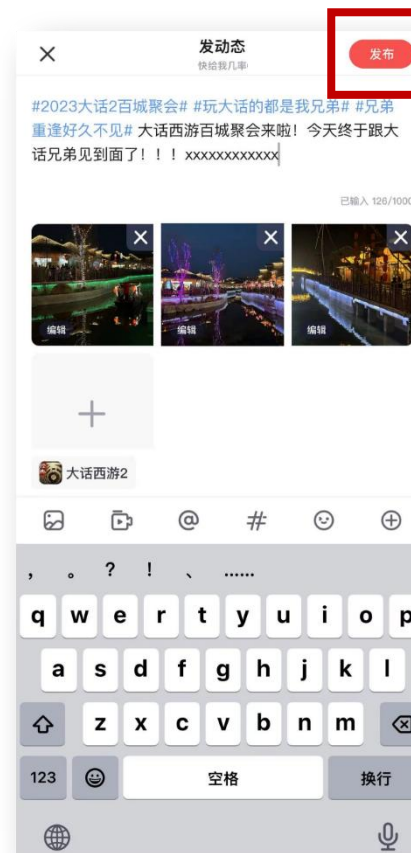 发动态
快给我几率
发布
#2023大话2百城聚会# #玩大话的都是我兄弟# #兄弟
重逢好久不见# 大话西游百城聚会来啦！今天终于跟大
话兄弟见到面了！！！xxxxxxxxxxxx
已输入 126/1000
编辑 编辑 编辑
大话西游2
@ #
， 。 ？ ！ 、 ……
q w e r t y u i o p
a s d f g h j k l
z x c v b n m
123 空格 换行